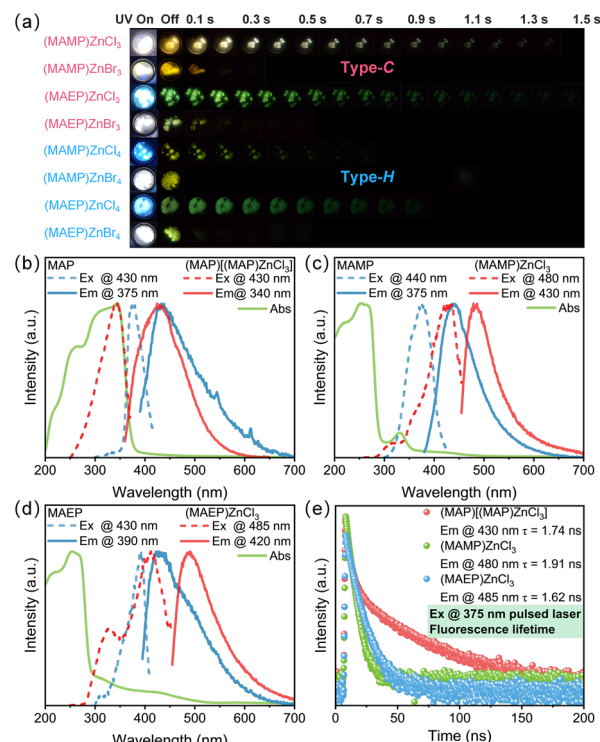 (a) UV On Off 0.1 s 0.3 s 0.5 s 0.7 s 0.9 s 1.1 s 1.3 s 1.5 s
(MAMP)ZnCl₃
(MAMP)ZnBr₃
Type-C
(MAEP)ZnCl₃
(MAEP)ZnBr₃
(MAMP)ZnCl₄
(MAMP)ZnBr₄
Type-H
(MAEP)ZnCl₄
(MAEP)ZnBr₄
(b) MAP (MAP)[(MAP)ZnCl₃]
Ex @ 430 nm Ex @ 430 nm
Em @ 375 nm Em@ 340 nm
Abs
Intensity (a.u.)
200 300 400 500 600 700
Wavelength (nm)
(c) MAMP (MAMP)ZnCl₃
Ex @ 440 nm Ex @ 480 nm
Em @ 375 nm Em @ 430 nm
Abs
Intensity (a.u.)
200 300 400 500 600 700
Wavelength (nm)
(d) MAEP (MAEP)ZnCl₃
Ex @ 430 nm Ex @ 485 nm
Em @ 390 nm Em @ 420 nm
Abs
Intensity (a.u.)
200 300 400 500 600 700
Wavelength (nm)
(e) (MAP)[(MAP)ZnCl₃]
Em @ 430 nm τ = 1.74 ns
(MAMP)ZnCl₃
Em @ 480 nm τ = 1.91 ns
(MAEP)ZnCl₃
Em @ 485 nm τ = 1.62 ns
Ex @ 375 nm pulsed laser
Fluorescence lifetime
Intensity (a.u.)
0 50 100 150 200
Time (ns)